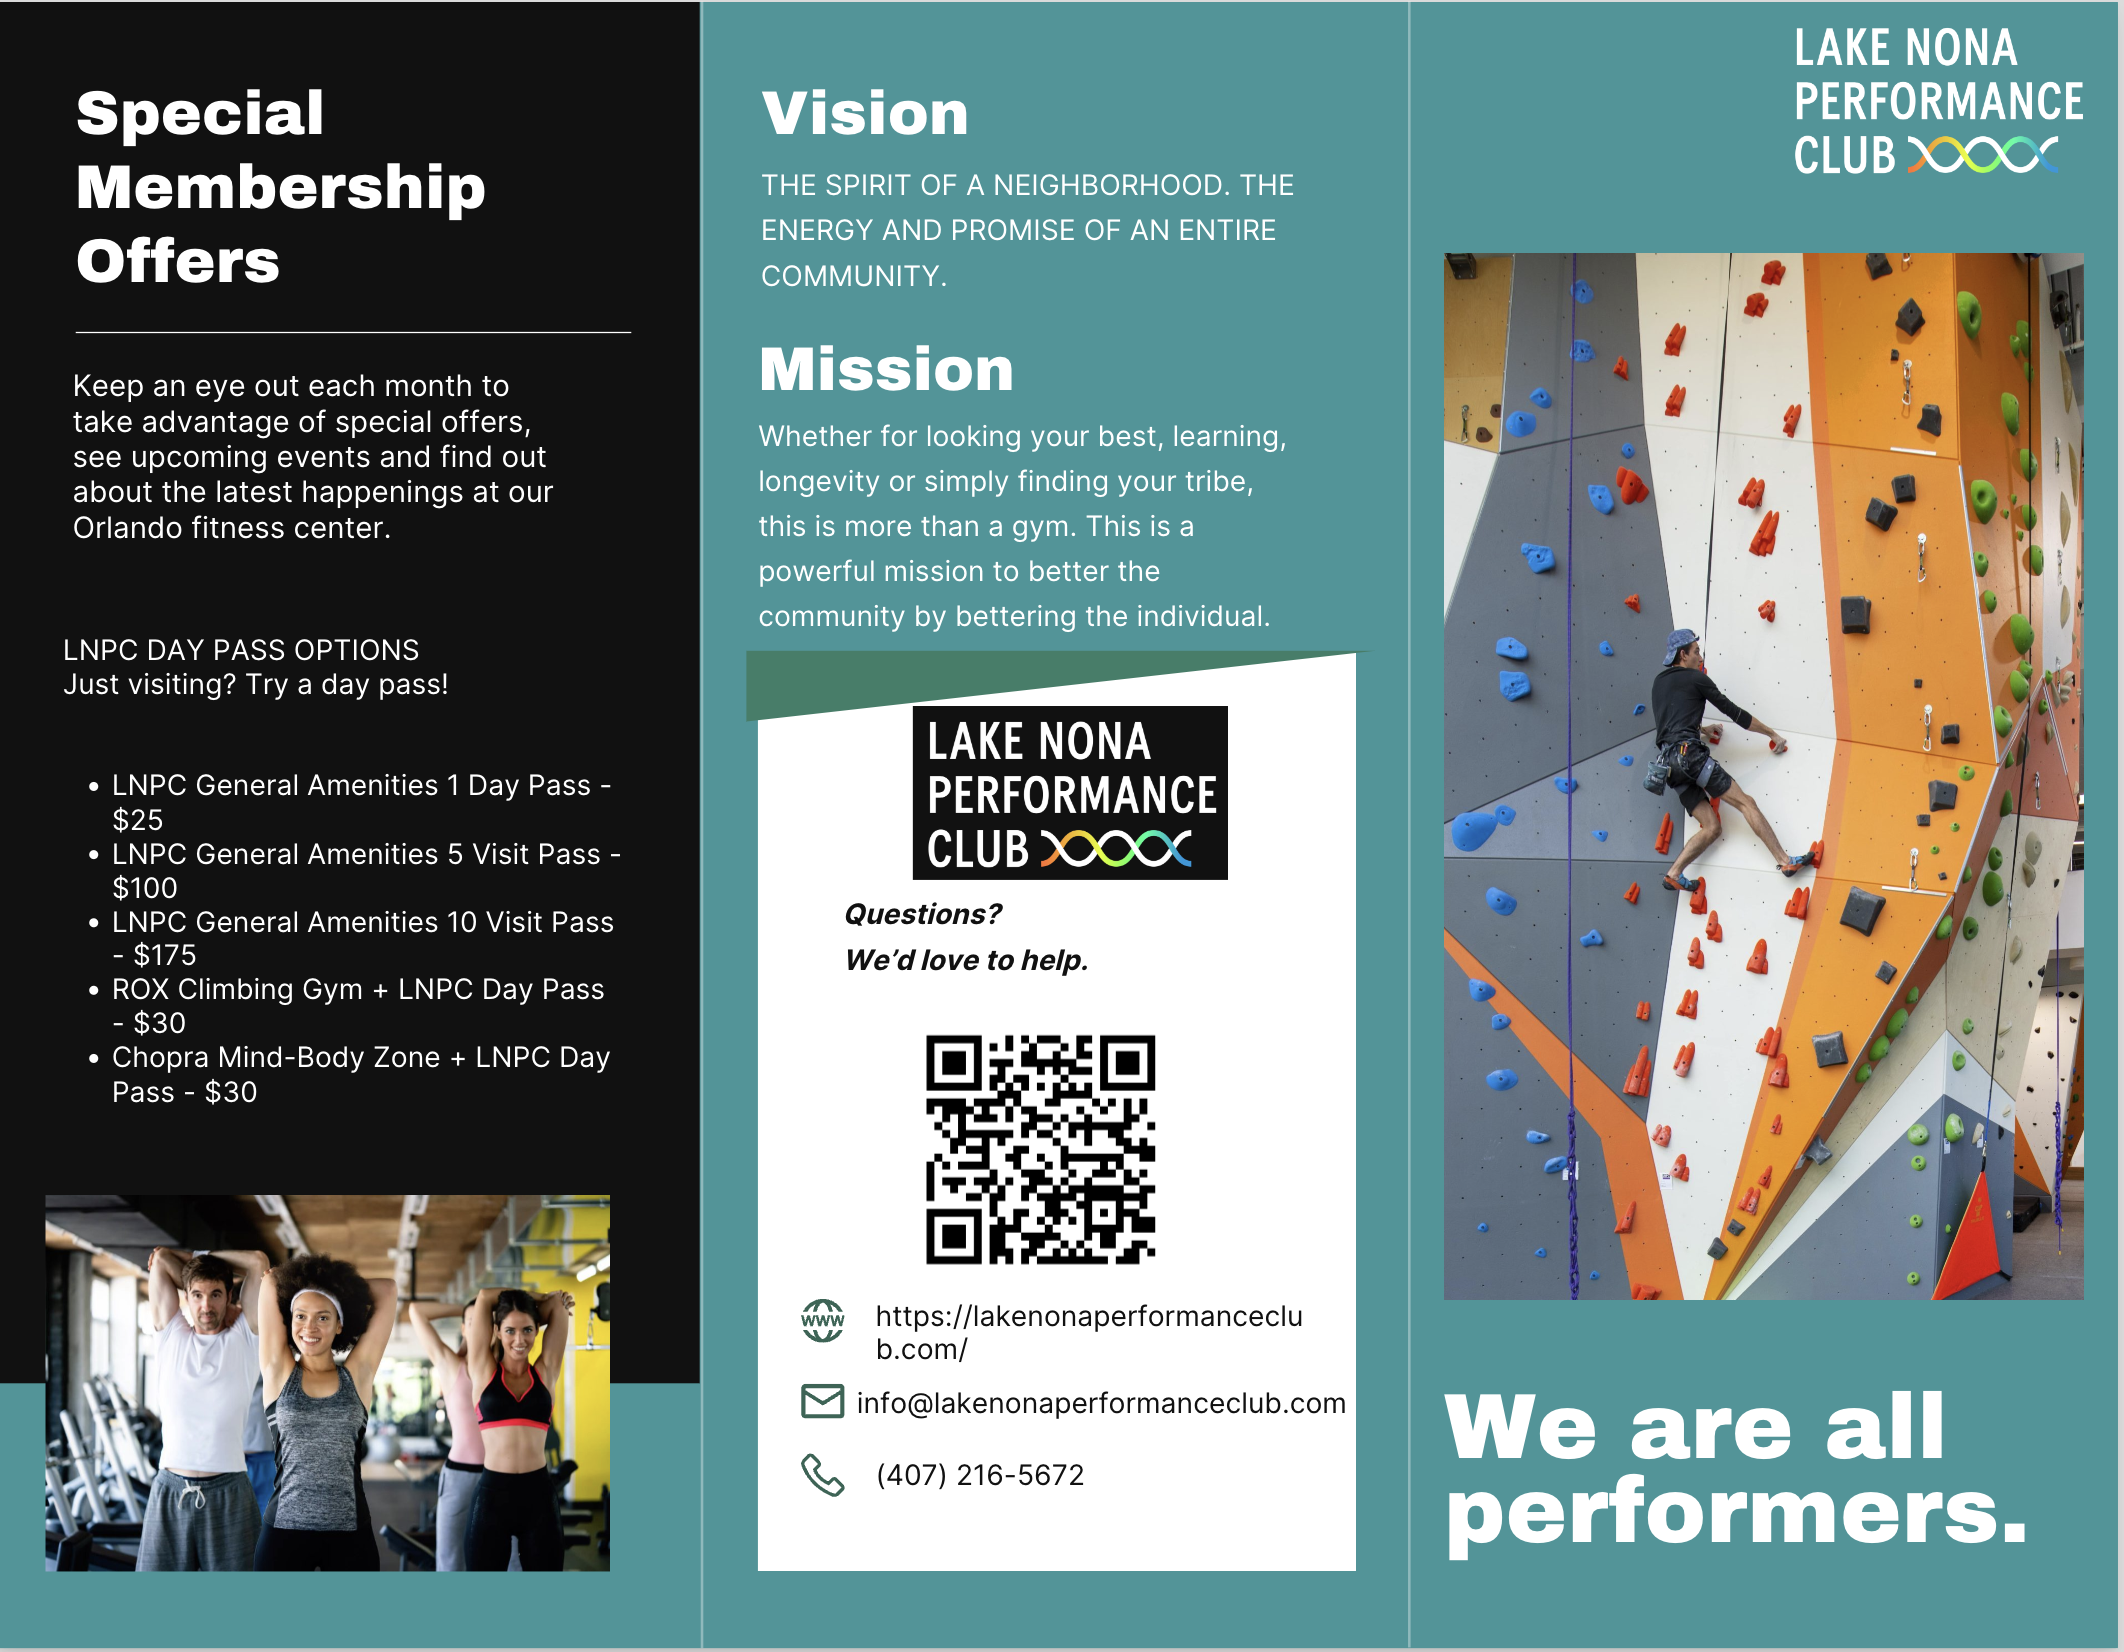 Special
Membership
Offers
Keep an eye out each month to
take advantage of special offers,
see upcoming events and find out
about the latest happenings at our
Orlando fitness center.
LNPC DAY PASS OPTIONS
Just visiting? Try a day pass!
• LNPC General Amenities 1 Day Pass -
$25
• LNPC General Amenities 5 Visit Pass -
$100
• LNPC General Amenities 10 Visit Pass
- $175
• ROX Climbing Gym + LNPC Day Pass
- $30
• Chopra Mind-Body Zone + LNPC Day
Pass - $30
Vision
THE SPIRIT OF A NEIGHBORHOOD. THE
ENERGY AND PROMISE OF AN ENTIRE
COMMUNITY.
Mission
Whether for looking your best, learning,
longevity or simply finding your tribe,
this is more than a gym. This is a
powerful mission to better the
community by bettering the individual.
LAKE NONA
PERFORMANCE
CLUB
Questions?
We'd love to help.
WWW
https://lakenonaperformanceclu
b.com/
info@lakenonaperformanceclub.com
(407) 216-5672
LAKE NONA
PERFORMANCE
CLUB
We are all
performers.